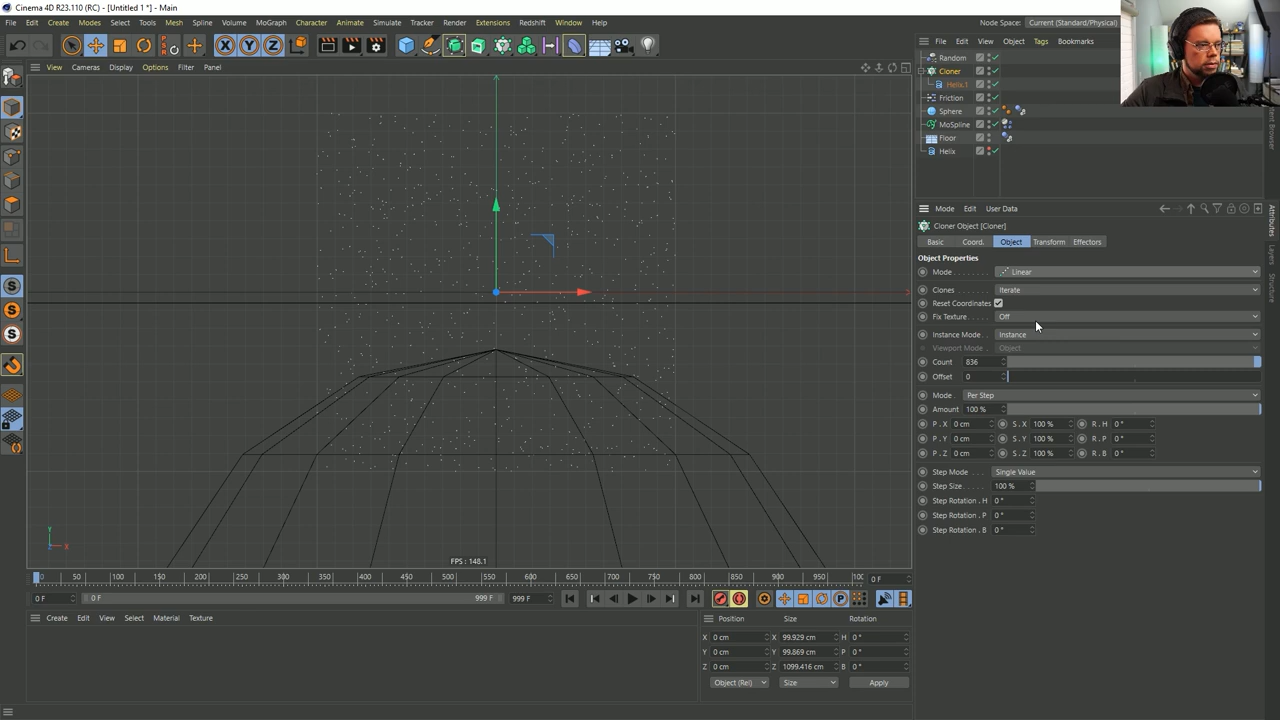 Cinema 4D R23.110 (RC) - [Untitled 1 *] - Main
File Edit Create Modes Select Tools Mesh Spline Volume MoGraph Character Animate Simulate Tracker Render Extensions Redshift Window Help
Node Space: Current (Standard/Physical)
File Edit View Object Tags Bookmarks
View Cameras Display Options Filter Panel
Random
Cloner
Helix.1
Friction
Sphere
MoSpline
Floor
Helix
Mode Edit User Data
Cloner Object [Cloner]
Basic Coord. Object Transform Effectors
Object Properties
Mode Linear
Clones Iterate
Reset Coordinates
Fix Texture Off
Instance Mode Instance
Viewport Mode Object
Count 836
Offset 0
Mode Per Step
Amount 100 %
P . X 0 cm S . X 100 % R . H 0 °
P . Y 0 cm S . Y 100 % R . P 0 °
P . Z 0 cm S . Z 100 % R . B 0 °
Step Mode Single Value
Step Size 100 %
Step Rotation . H 0 °
Step Rotation . P 0 °
Step Rotation . B 0 °
Attributes
Layers
Structure
Y
Z X
FPS : 148.1
0 50 100 150 200 250 300 350 400 450 500 550 600 650 700 750 800 850 900 950 100 0 F
0 F 0 F 999 F 999 F
Create Edit View Select Material Texture
Position Size Rotation
X 0 cm X 99.929 cm H 0 °
Y 0 cm Y 99.869 cm P 0 °
Z 0 cm Z 1099.416 cm B 0 °
Object (Rel) Size Apply